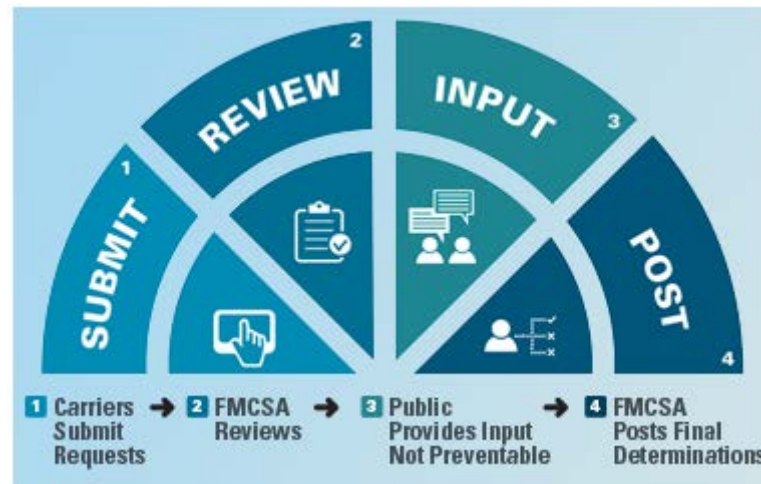 SUBMIT 1
REVIEW 2
INPUT 3
POST 4
1 Carriers
Submit
Requests
2 FMCSA
Reviews
3 Public
Provides Input
Not Preventable
4 FMCSA
Posts Final
Determinations